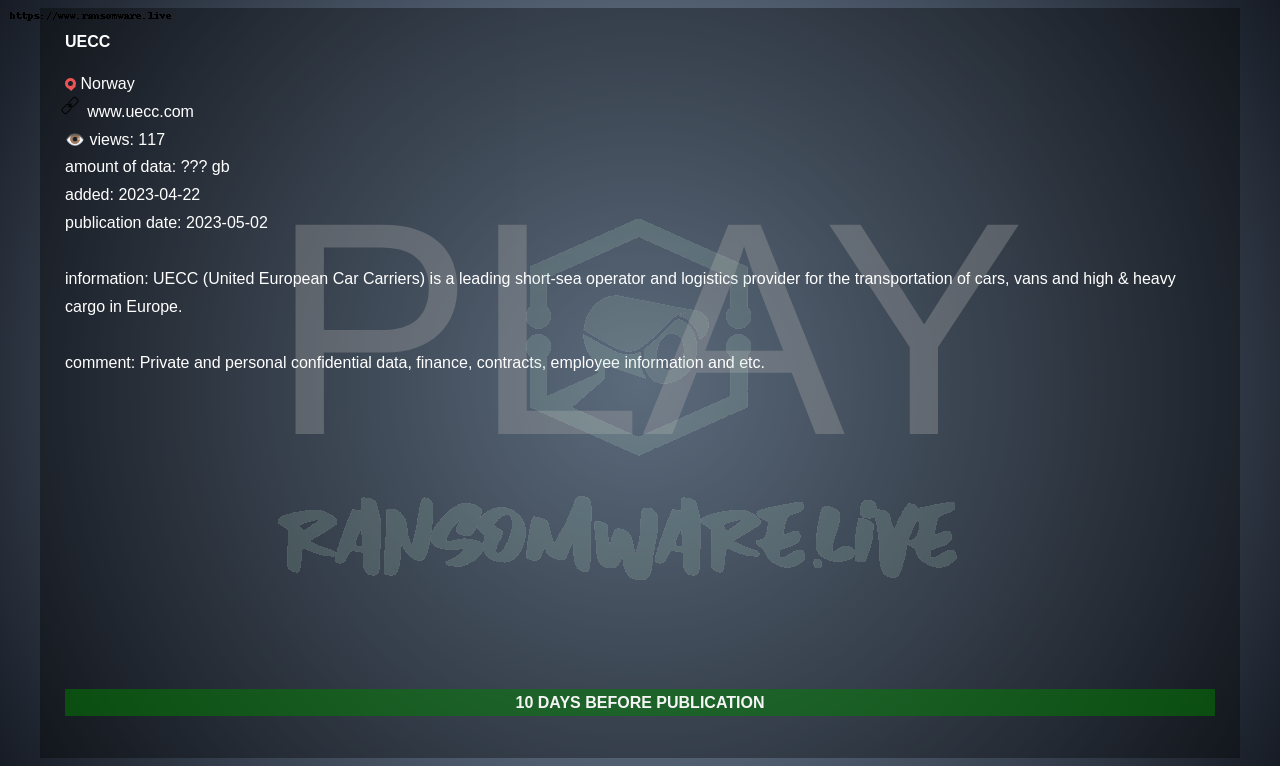 https://www.ransomware.live
UECC
Norway
www.uecc.com
views: 117
amount of data: ??? gb
added: 2023-04-22
publication date: 2023-05-02
PLAY
information: UECC (United European Car Carriers) is a leading short-sea operator and logistics provider for the transportation of cars, vans and high & heavy
cargo in Europe.
comment: Private and personal confidential data, finance, contracts, employee information and etc.
RANSOMWARE.LIVE
10 DAYS BEFORE PUBLICATION